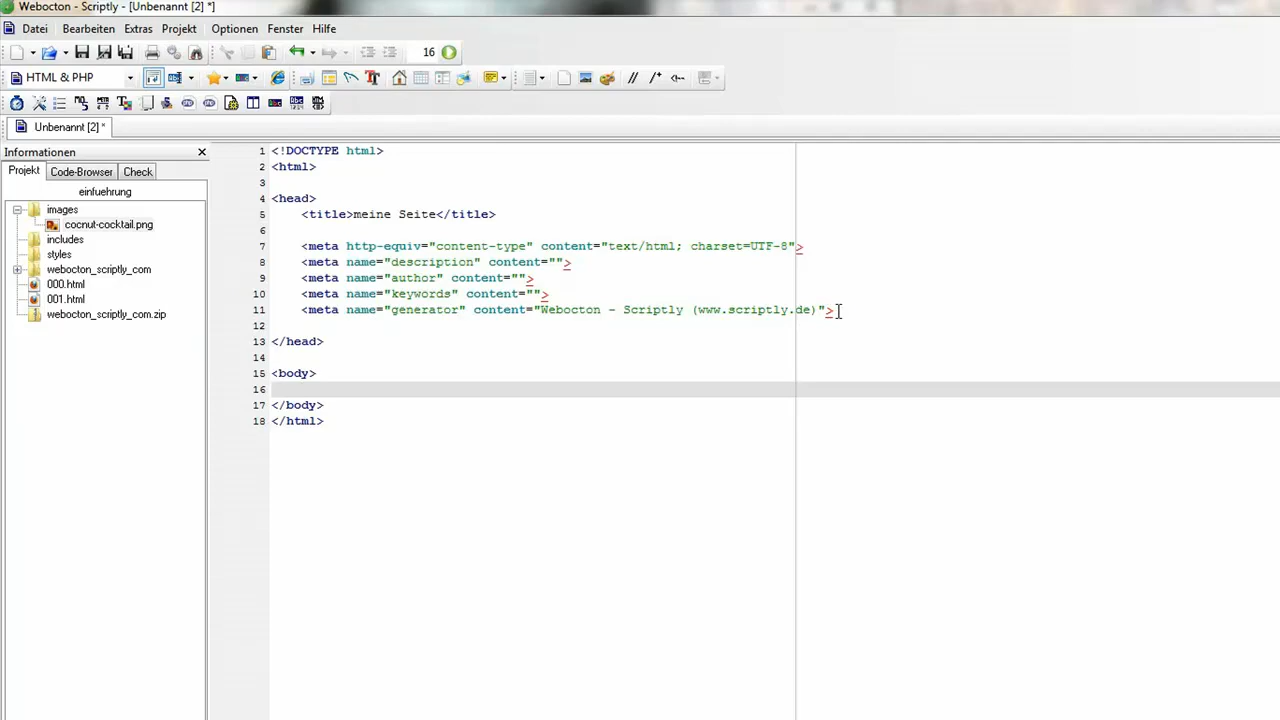 Webocton - Scriptly - [Unbenannt [2] *]
Datei Bearbeiten Extras Projekt Optionen Fenster Hilfe
16
HTML & PHP
Unbenannt [2]*
Informationen
Projekt Code-Browser Check
einfuehrung
images
cocnut-cocktail.png
includes
styles
webocton_scriptly_com
000.html
001.html
webocton_scriptly_com.zip
1 <!DOCTYPE html>
2 <html>
3
4 <head>
5 <title>meine Seite</title>
6
7 <meta http-equiv="content-type" content="text/html; charset=UTF-8">
8 <meta name="description" content="">
9 <meta name="author" content="">
10 <meta name="keywords" content="">
11 <meta name="generator" content="Webocton - Scriptly (www.scriptly.de)">
12
13 </head>
14
15 <body>
16
17 </body>
18 </html>